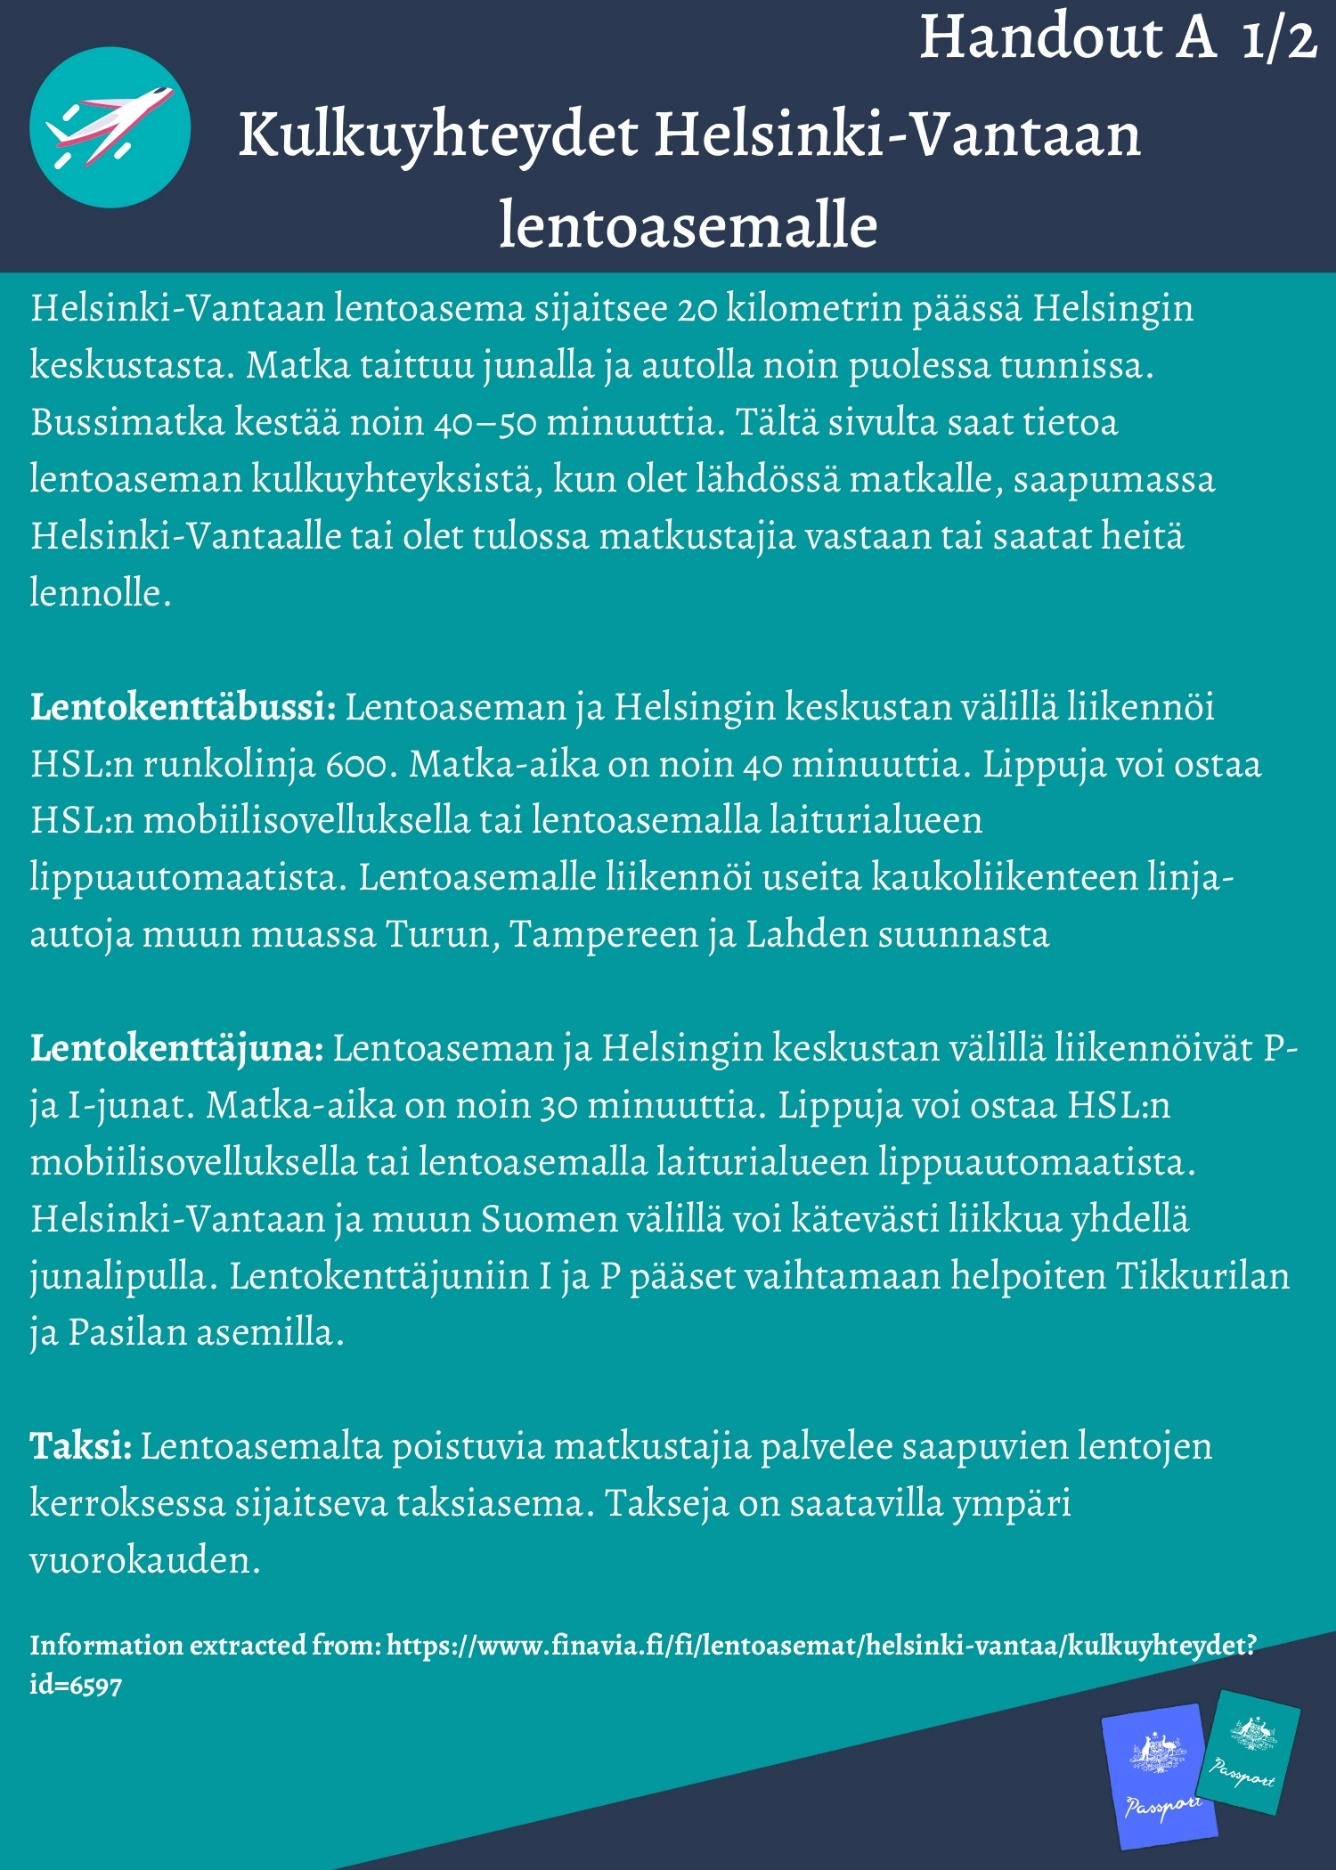 Handout A 1/2
Kulkuyhteydet Helsinki-Vantaan
lentoasemalle
Helsinki-Vantaan lentoasema sijaitsee 20 kilometrin päässä Helsingin
keskustasta. Matka taittuu junalla ja autolla noin puolessa tunnissa.
Bussimatka kestää noin 40–50 minuuttia. Tältä sivulta saat tietoa
lentoaseman kulkuyhteyksistä, kun olet lähdössä matkalle, saapumassa
Helsinki-Vantaalle tai olet tulossa matkustajia vastaan tai saatat heitä
lennolle.
Lentokenttäbussi: Lentoaseman ja Helsingin keskustan välillä liikennöi
HSL:n runkolinja 600. Matka-aika on noin 40 minuuttia. Lippuja voi ostaa
HSL:n mobiilisovelluksella tai lentoasemalla laiturialueen
lippuautomaatista. Lentoasemalle liikennöi useita kaukoliikenteen linja-
autoja muun muassa Turun, Tampereen ja Lahden suunnasta
Lentokenttäjuna: Lentoaseman ja Helsingin keskustan välillä liikennöivät P-
ja I-junat. Matka-aika on noin 30 minuuttia. Lippuja voi ostaa HSL:n
mobiilisovelluksella tai lentoasemalla laiturialueen lippuautomaatista.
Helsinki-Vantaan ja muun Suomen välillä voi kätevästi liikkua yhdellä
junalipulla. Lentokenttäjuniin I ja P pääset vaihtamaan helpoiten Tikkurilan
ja Pasilan asemilla.
Taksi: Lentoasemalta poistuvia matkustajia palvelee saapuvien lentojen
kerroksessa sijaitseva taksiasema. Takseja on saatavilla ympäri
vuorokauden.
Information extracted from: https://www.finavia.fi/fi/lentoasemat/helsinki-vantaa/kulkuyhteydet?
id=6597
Passport
Passport